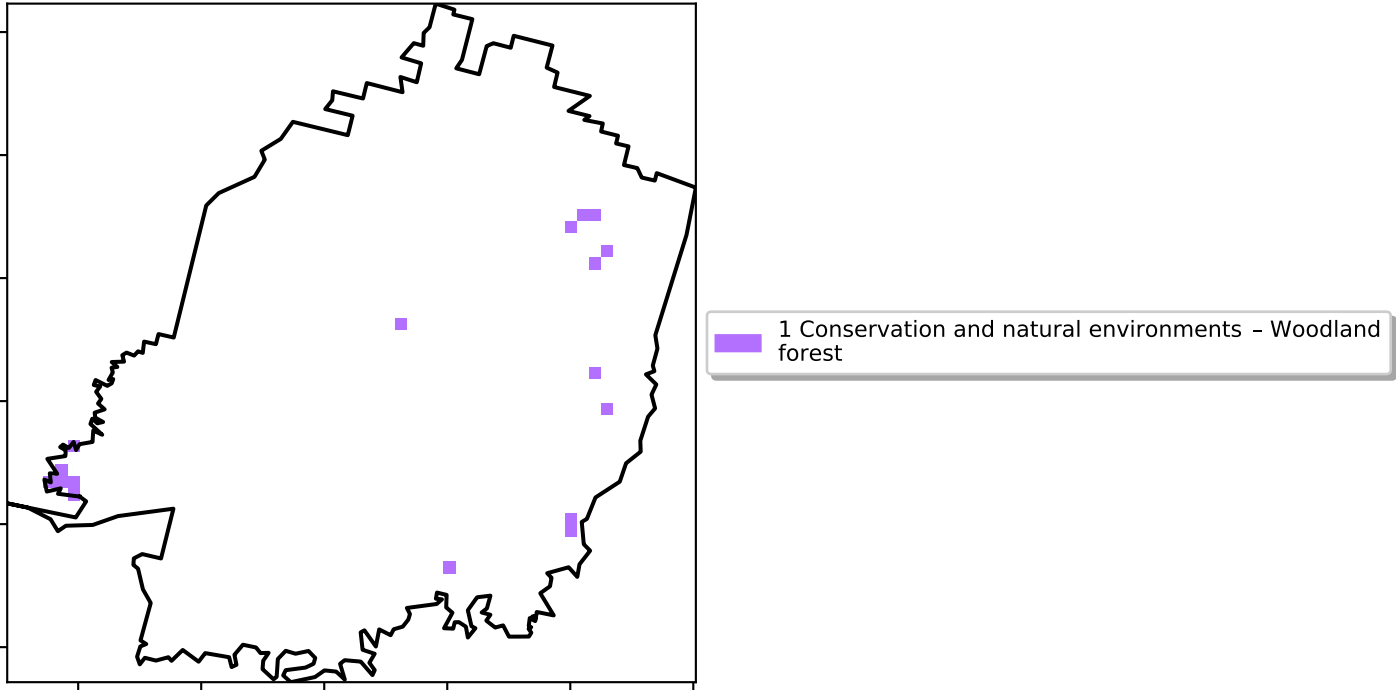 1 Conservation and natural environments – Woodland
forest